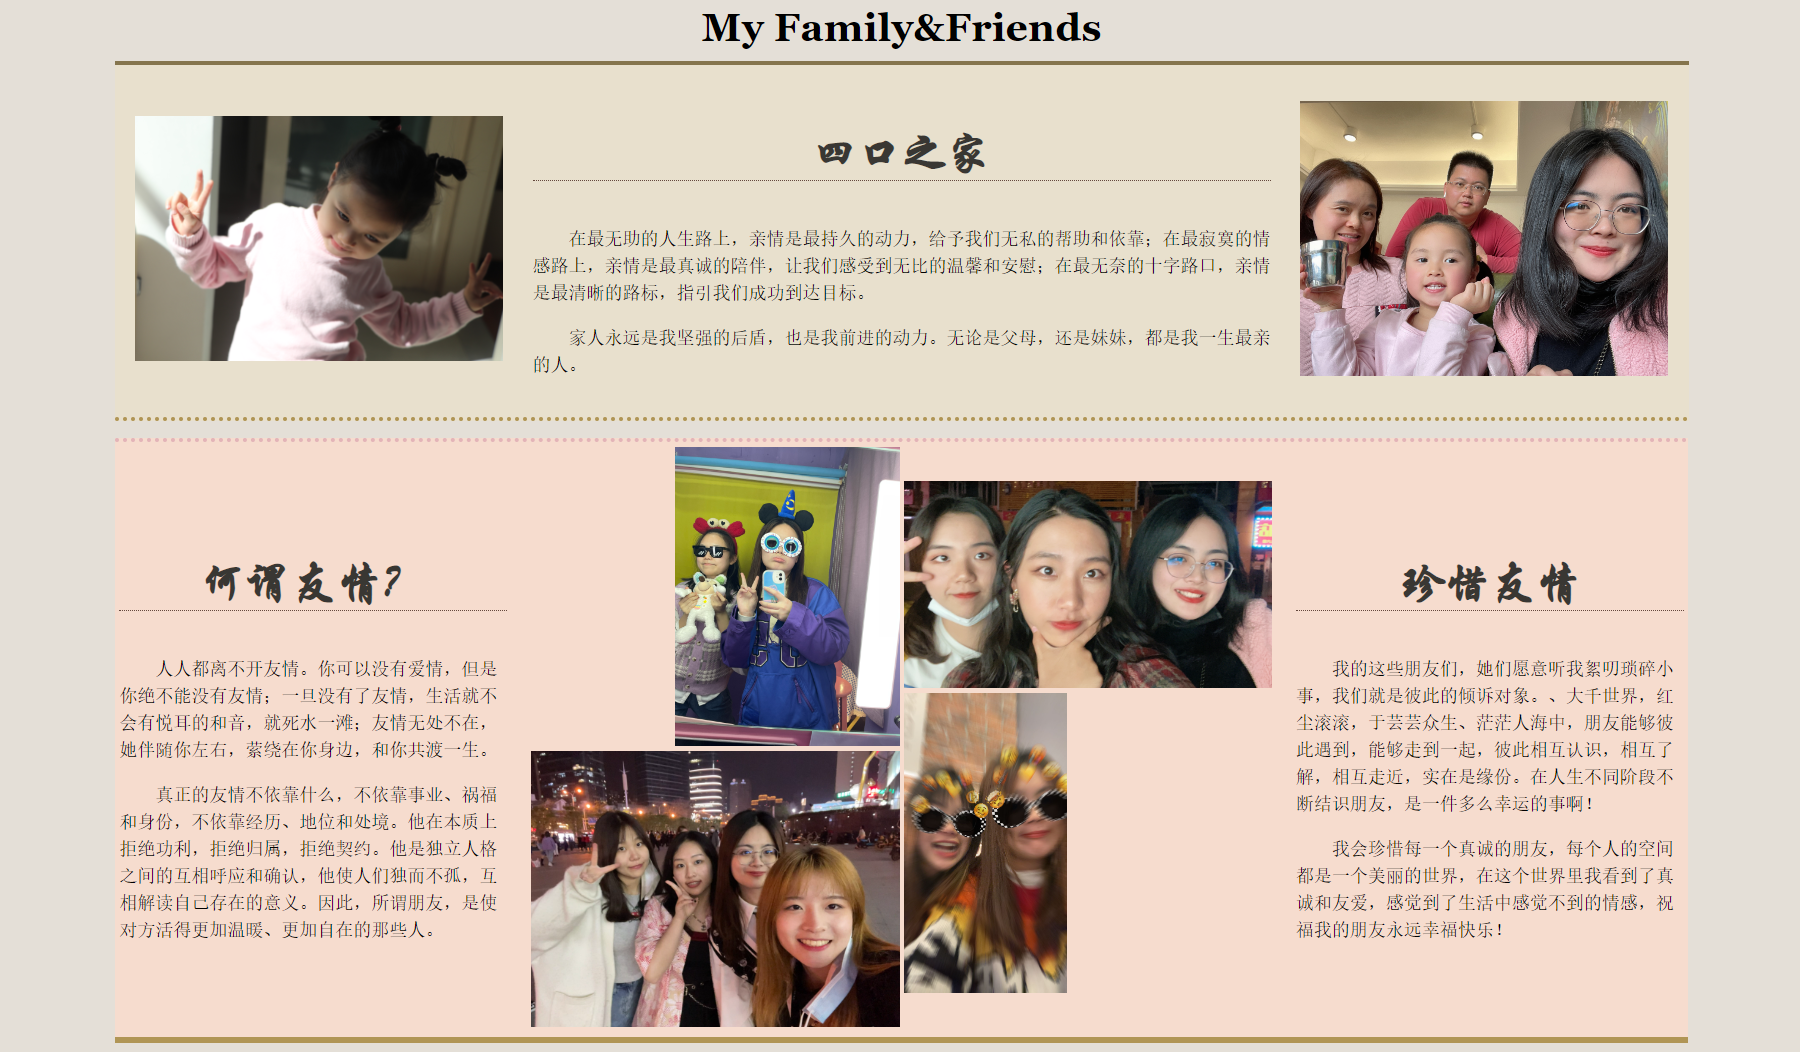 My Family&Friends
四口之家
在最无助的人生路上，亲情是最持久的动力，给予我们无私的帮助和依靠；在最寂寞的情
感路上，亲情是最真诚的陪伴，让我们感受到无比的温馨和安慰；在最无奈的十字路口，亲情
是最清晰的路标，指引我们成功到达目标。
家人永远是我坚强的后盾，也是我前进的动力。无论是父母，还是妹妹，都是我一生最亲
的人。
何谓友情？
人人都离不开友情。你可以没有爱情，但是
你绝不能没有友情；一旦没有了友情，生活就不
会有悦耳的和音，就死水一滩；友情无处不在，
她伴随你左右，萦绕在你身边，和你共渡一生。
真正的友情不依靠什么，不依靠事业、祸福
和身份，不依靠经历、地位和处境。他在本质上
拒绝功利，拒绝归属，拒绝契约。他是独立人格
之间的互相呼应和确认，他使人们独而不孤，互
相解读自己存在的意义。因此，所谓朋友，是使
对方活得更加温暖、更加自在的那些人。
珍惜友情
我的这些朋友们，她们愿意听我絮叨琐碎小
事，我们就是彼此的倾诉对象。、大千世界，红
尘滚滚，于芸芸众生、茫茫人海中，朋友能够彼
此遇到，能够走到一起，彼此相互认识，相互了
解，相互走近，实在是缘份。在人生不同阶段不
断结识朋友，是一件多么幸运的事啊！
我会珍惜每一个真诚的朋友，每个人的空间
都是一个美丽的世界，在这个世界里我看到了真
诚和友爱，感觉到了生活中感觉不到的情感，祝
福我的朋友永远幸福快乐！